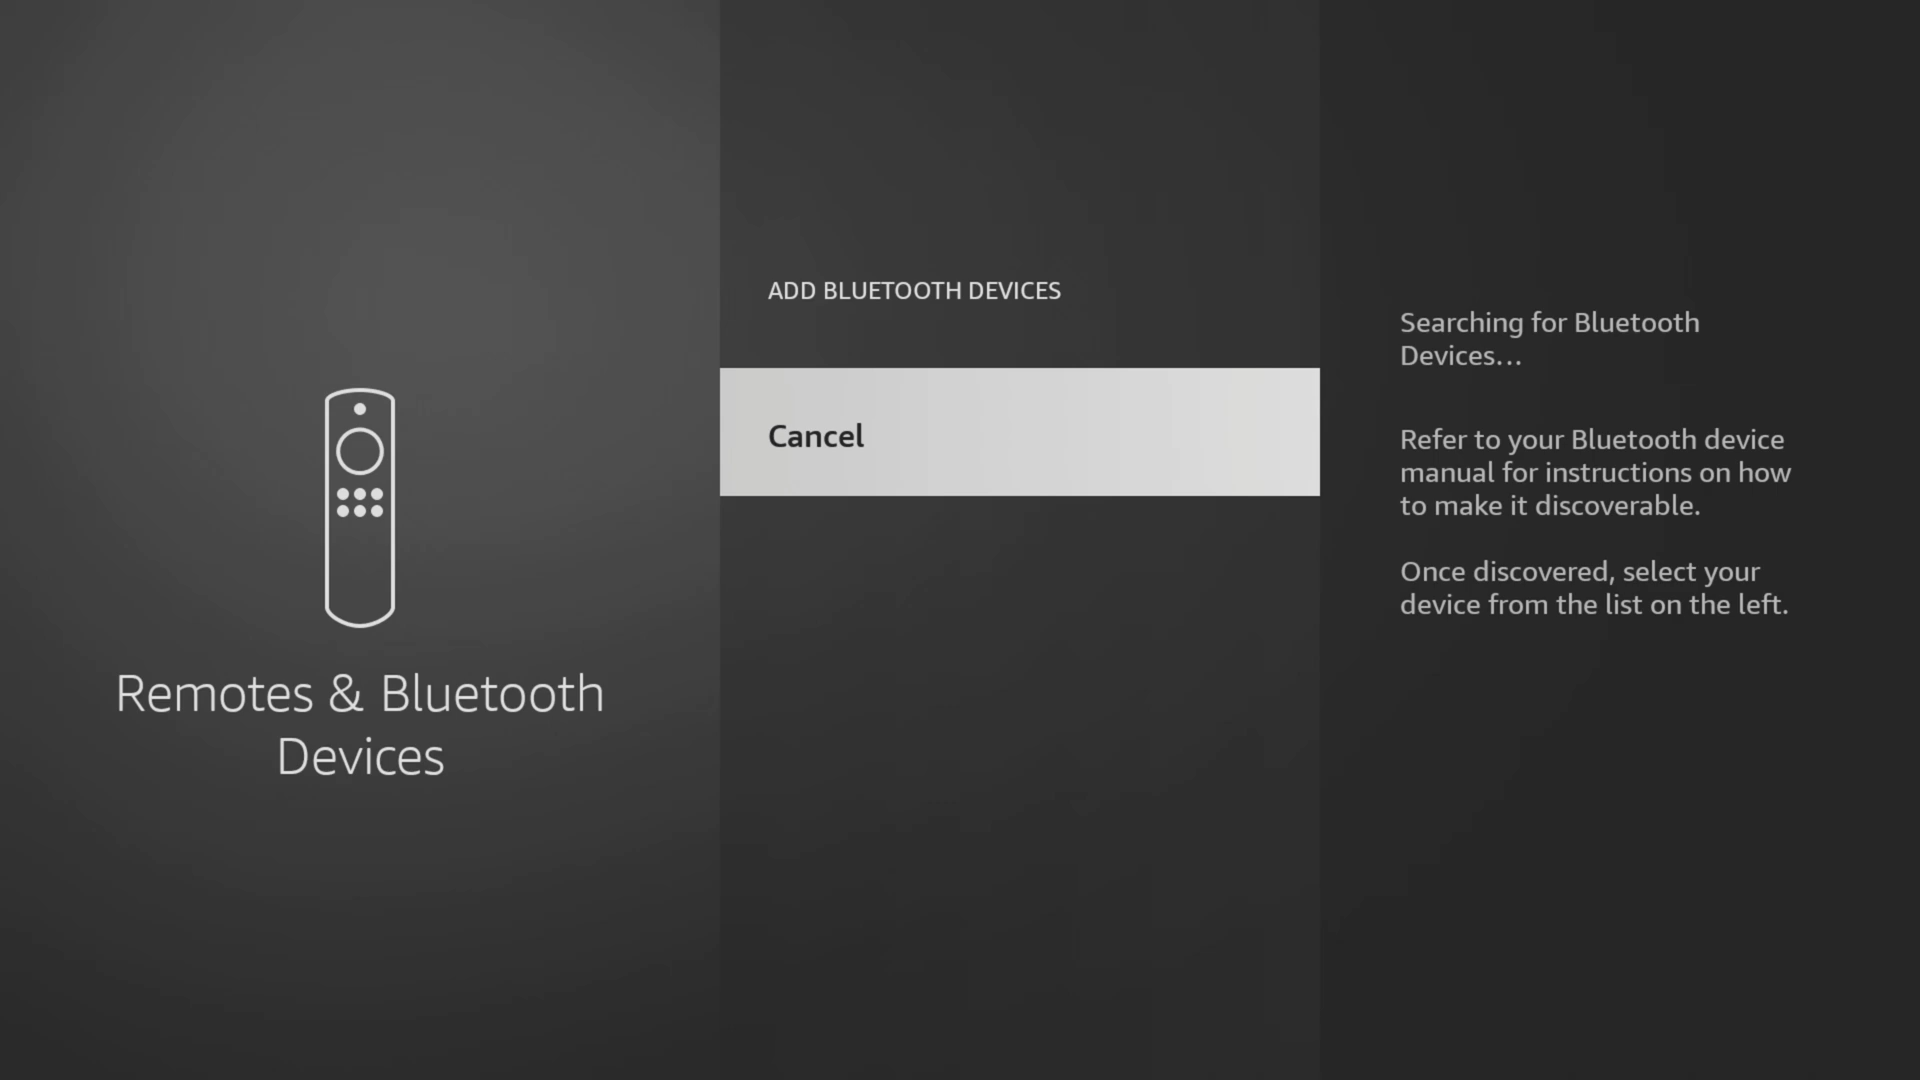 Remotes & Bluetooth
Devices
ADD BLUETOOTH DEVICES
Cancel
Searching for Bluetooth
Devices...
Refer to your Bluetooth device
manual for instructions on how
to make it discoverable.
Once discovered, select your
device from the list on the left.